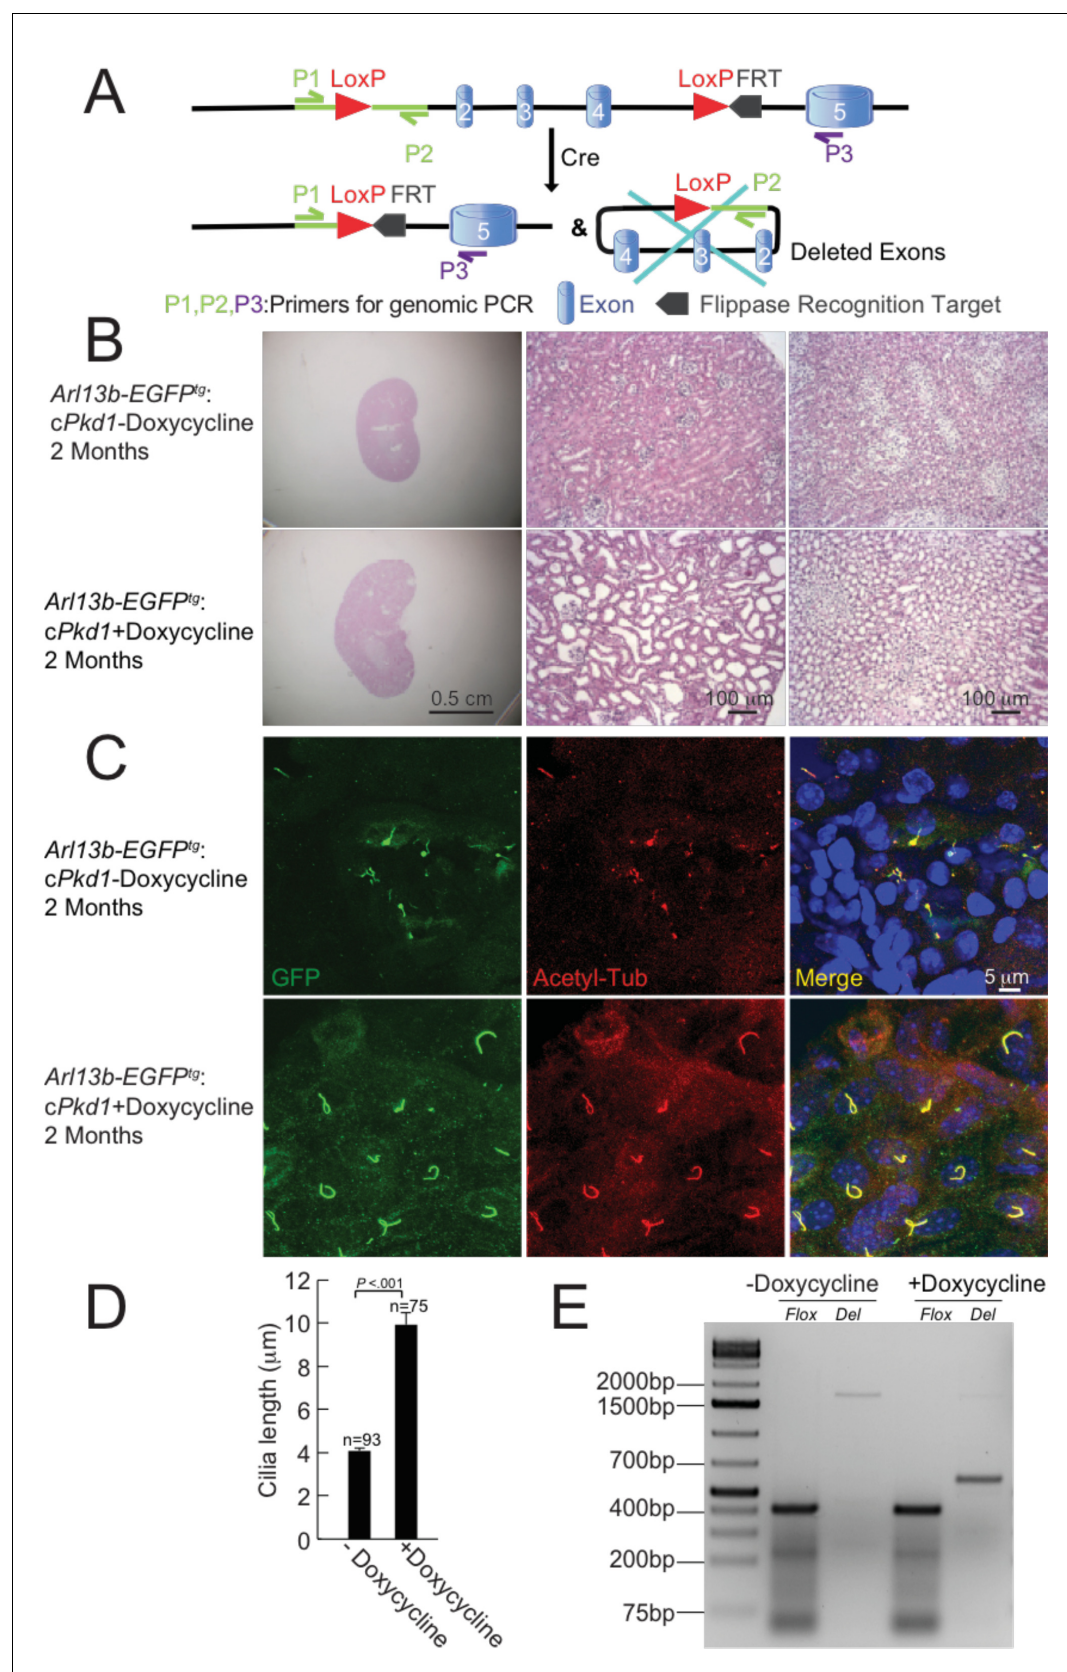 A
P1 LoxP
LoxP FRT
2 3 4 5
P2
Cre
P3
P1 LoxP FRT
LoxP P2
5
&
4 3 2
Deleted Exons
P3
P1,P2,P3:Primers for genomic PCR Exon Flippase Recognition Target
B
Arl13b-EGFPtg:
cPkd1-Doxycycline
2 Months
Arl13b-EGFPtg:
cPkd1+Doxycycline
2 Months
0.5 cm
100 μm
100 μm
C
Arl13b-EGFPtg:
cPkd1-Doxycycline
2 Months
GFP
Acetyl-Tub
Merge
5 μm
Arl13b-EGFPtg:
cPkd1+Doxycycline
2 Months
D
Cilia length (μm)
12
10
8
6
4
2
0
P <.001
n=75
n=93
- Doxycycline
+Doxycycline
E
-Doxycycline +Doxycycline
Flox Del Flox Del
2000bp
1500bp
700bp
400bp
200bp
75bp